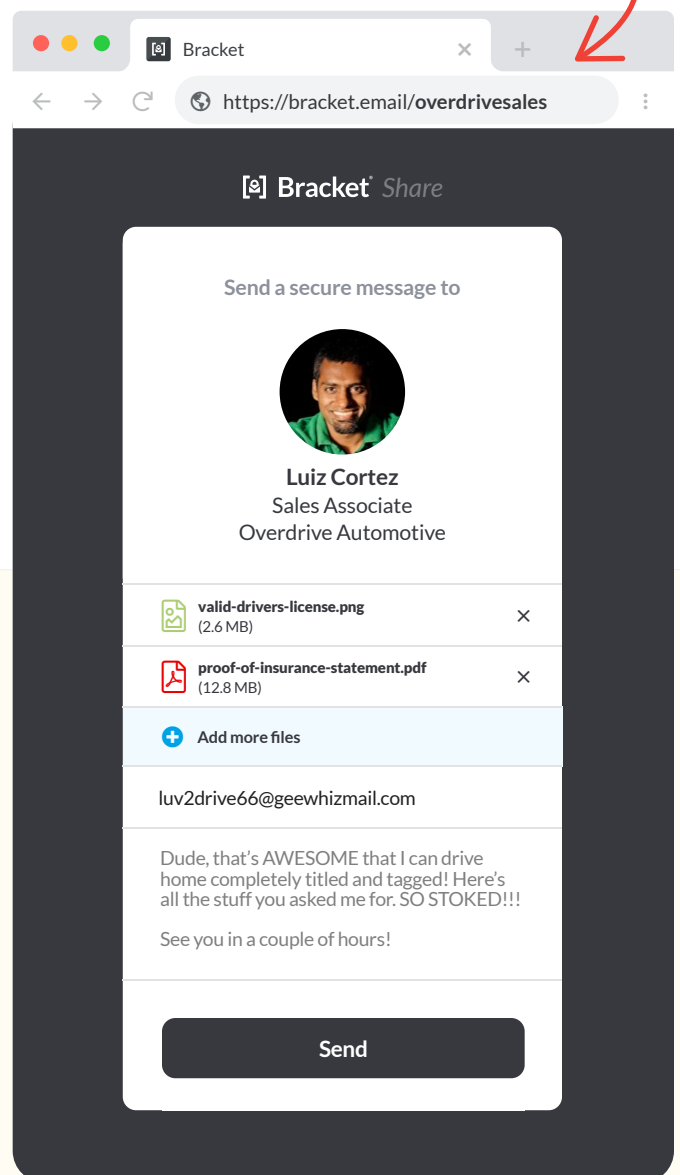 Bracket
https://bracket.email/overdrivesales
Bracket Share
Send a secure message to
Luiz Cortez
Sales Associate
Overdrive Automotive
valid-drivers-license.png
(2.6 MB)
proof-of-insurance-statement.pdf
(12.8 MB)
Add more files
luv2drive66@geewhizmail.com
Dude, that's AWESOME that I can drive
home completely titled and tagged! Here's
all the stuff you asked me for. SO STOKED!!!
See you in a couple of hours!
Send